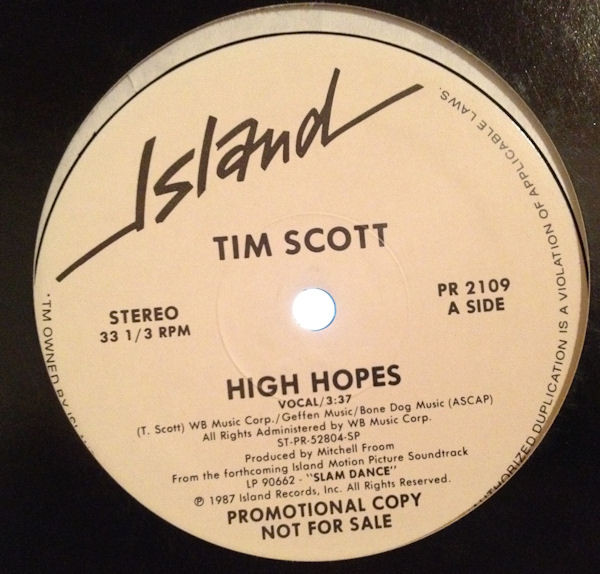 Island
TIM SCOTT
STEREO
33 1/3 RPM
PR 2109
A SIDE
HIGH HOPES
VOCAL/3:37
(T. Scott) WB Music Corp./Geffen Music/Bone Dog Music (ASCAP)
All Rights Administered by WB Music Corp.
ST-PR-52804-SP
Produced by Mitchell Froom
From the forthcoming Island Motion Picture Soundtrack
LP 90662 - "SLAM DANCE"
℗ 1987 Island Records, Inc. All Rights Reserved.
PROMOTIONAL COPY
NOT FOR SALE
*TM OWNED BY
DUPLICATION IS A VIOLATION OF APPLICABLE LAWS.